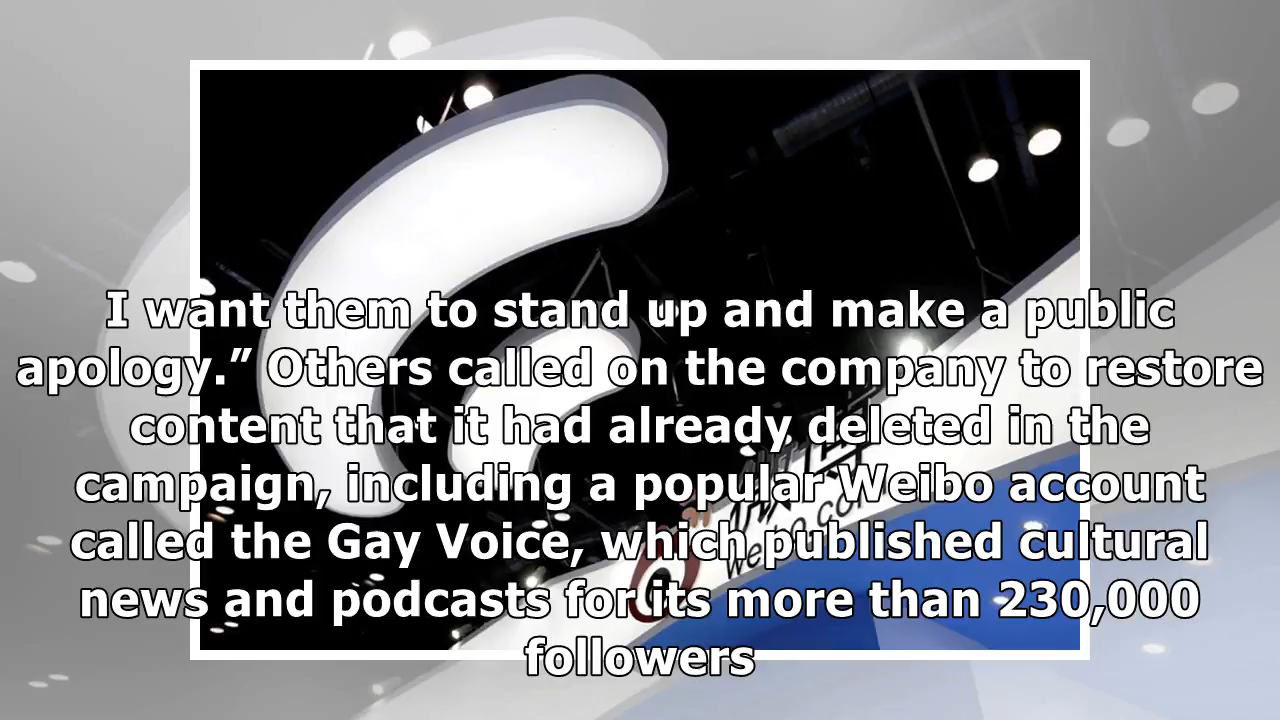 I want them to stand up and make a public
apology.” Others called on the company to restore
content that it had already deleted in the
campaign, including a popular Weibo account
called the Gay Voice, which published cultural
news and podcasts for its more than 230,000
followers